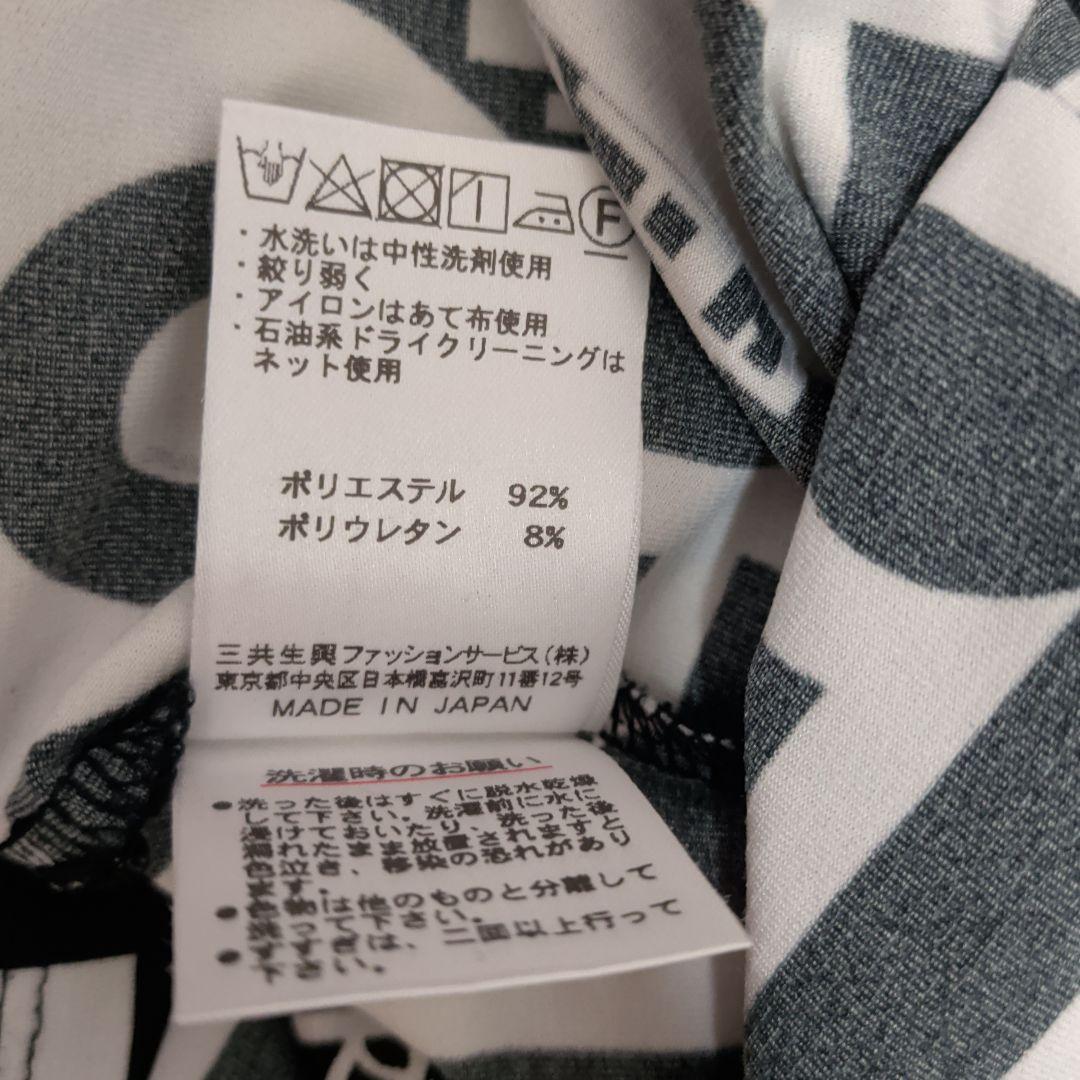 F
・水洗いは中性洗剤使用
・絞り弱く
・アイロンはあて布使用
・石油系ドライクリーニングは
ネット使用
ポリエステル 92%
ポリウレタン 8%
三共生興ファッションサービス(株)
東京都中央区日本橋富沢町11番12号
MADE IN JAPAN
洗濯時のお願い
●洗った後はすぐに脱水乾燥
して下さい。洗濯前に水に
浸けておいたり、洗った後
濡れたまま放置されますと
色泣き、移染の恐れがあり
ます。
●色物は他のものと分離して
洗って下さい。
●すすぎは、二回以上行って
下さい。